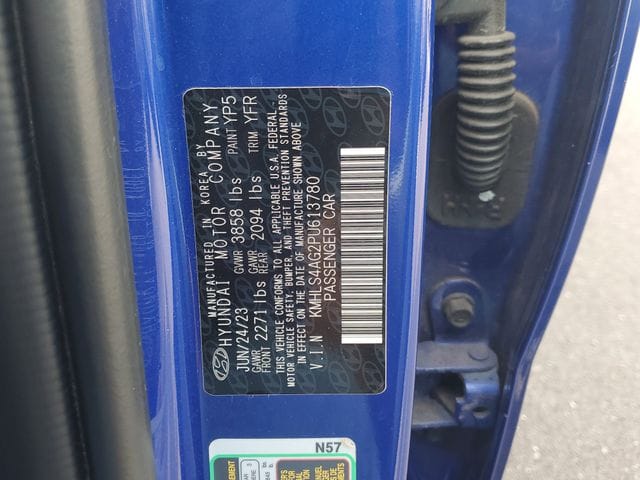 MANUFACTURED IN KOREA BY
HYUNDAI MOTOR COMPANY
JUN/24/23 GVWR 3858 lbs PAINT YP5
GAWR FRONT 2271 lbs GAWR REAR 2094 lbs TRIM YFR
THIS VEHICLE CONFORMS TO ALL APPLICABLE U.S.A. FEDERAL
MOTOR VEHICLE SAFETY, BUMPER, AND THEFT PREVENTION STANDARDS
IN EFFECT ON THE DATE OF MANUFACTURE SHOWN ABOVE
V.I.N KMHLS4AG2PU613780
PASSENGER CAR
N57